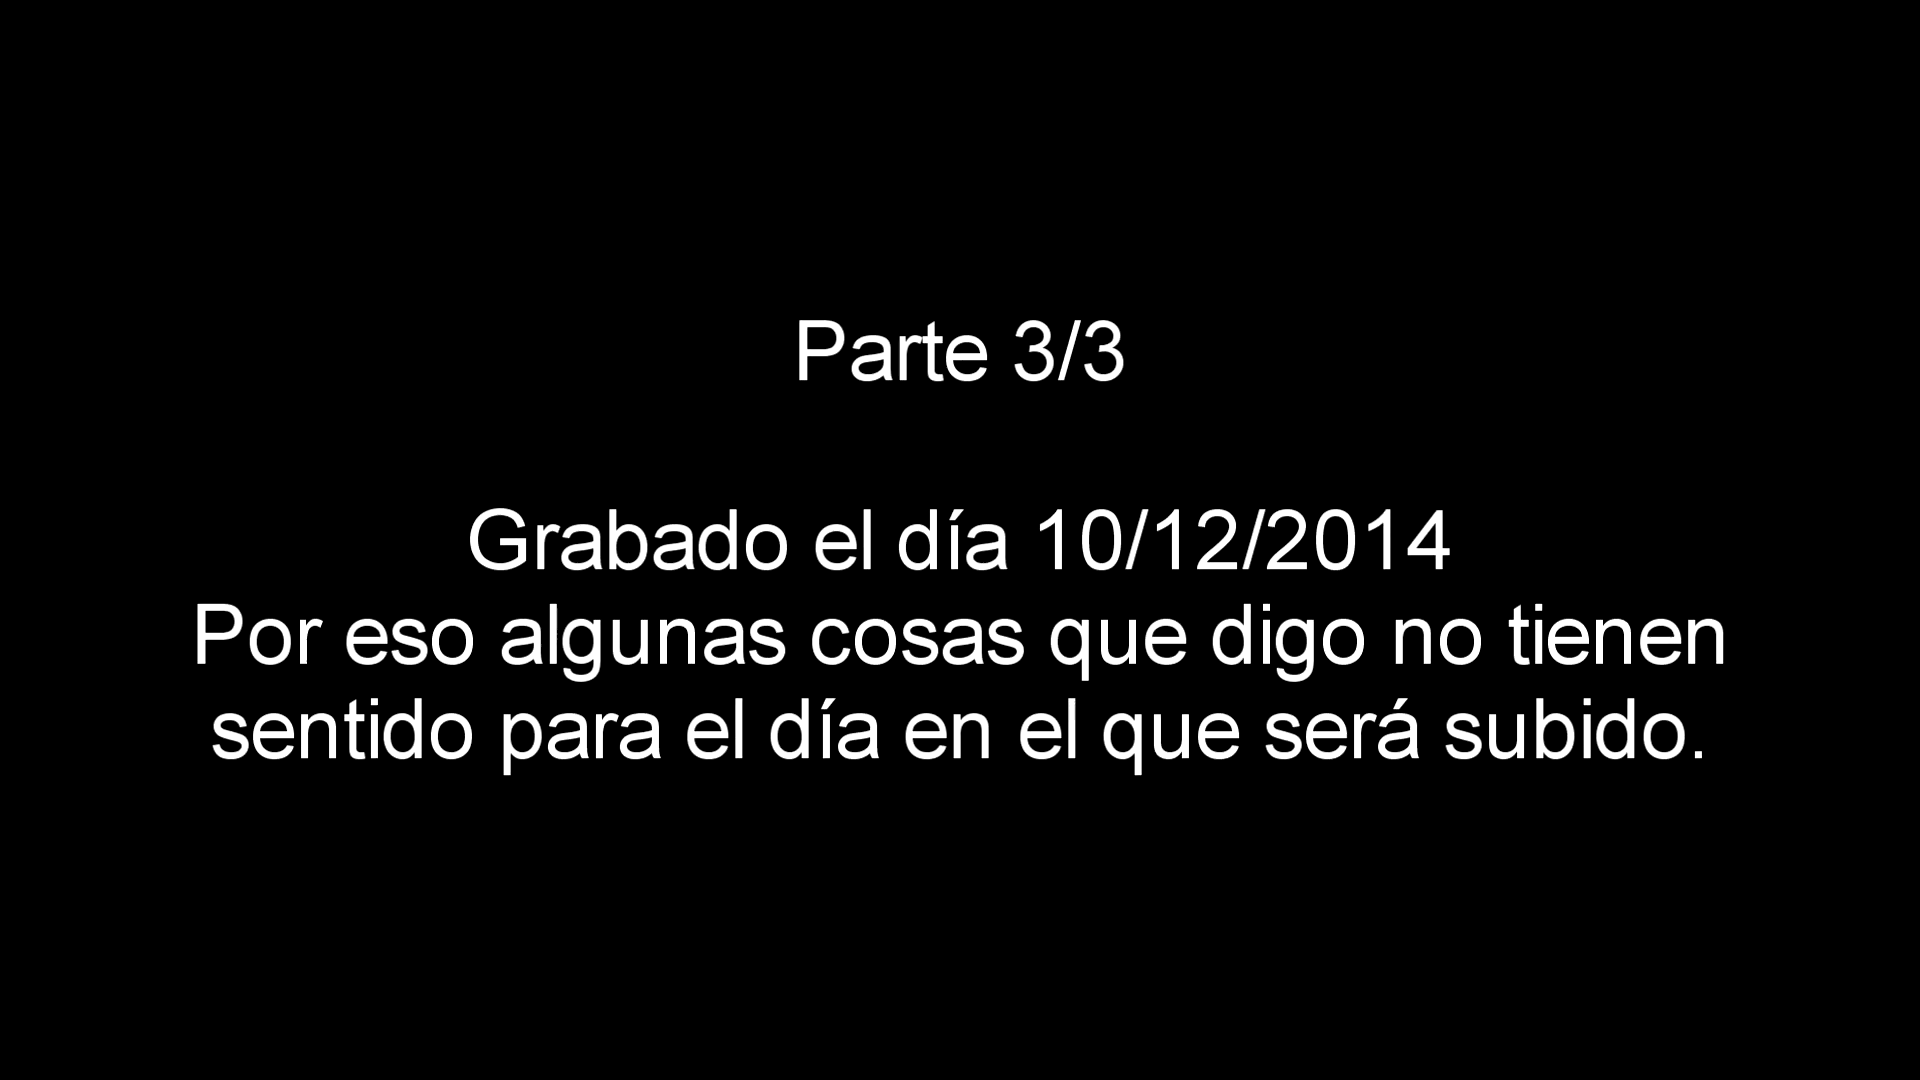 Parte 3/3
Grabado el día 10/12/2014
Por eso algunas cosas que digo no tienen
sentido para el día en el que será subido.